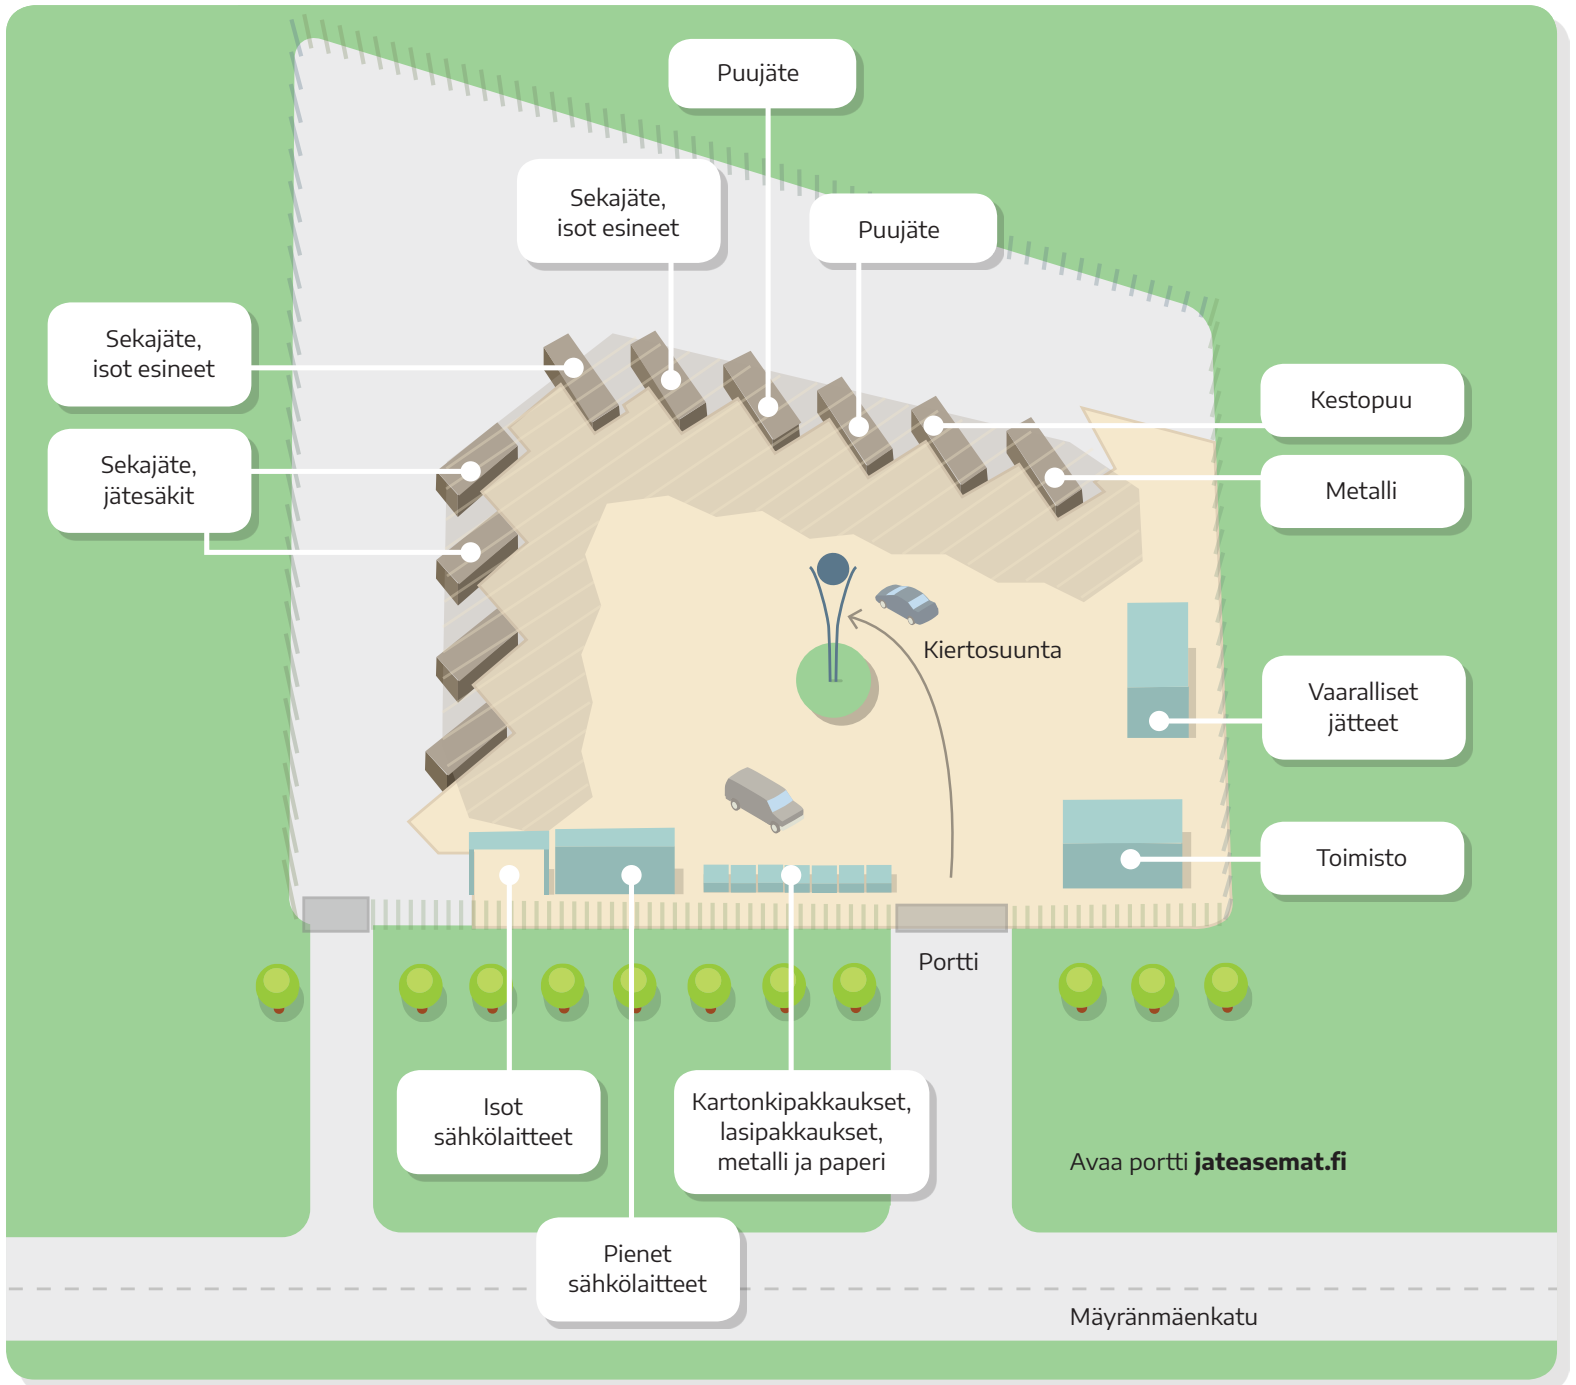 Puujäte
Sekajäte,
isot esineet
Puujäte
Sekajäte,
isot esineet
Kestopuu
Sekajäte,
jätesäkit
Metalli
Kiertosuunta
Vaaralliset
jätteet
Toimisto
Portti
Isot
sähkölaitteet
Kartonkipakkaukset,
lasipakkaukset,
metalli ja paperi
Avaa portti jateasemat.fi
Pienet
sähkölaitteet
Mäyränmäenkatu